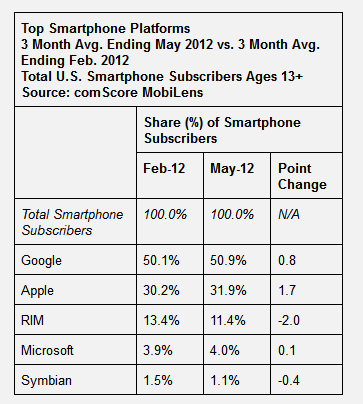 Top Smartphone Platforms
3 Month Avg. Ending May 2012 vs. 3 Month Avg.
Ending Feb. 2012
Total U.S. Smartphone Subscribers Ages 13+
Source: comScore MobiLens
Share (%) of Smartphone
Subscribers
Feb-12 May-12 Point
Change
Total Smartphone
Subscribers 100.0% 100.0% N/A
Google 50.1% 50.9% 0.8
Apple 30.2% 31.9% 1.7
RIM 13.4% 11.4% -2.0
Microsoft 3.9% 4.0% 0.1
Symbian 1.5% 1.1% -0.4